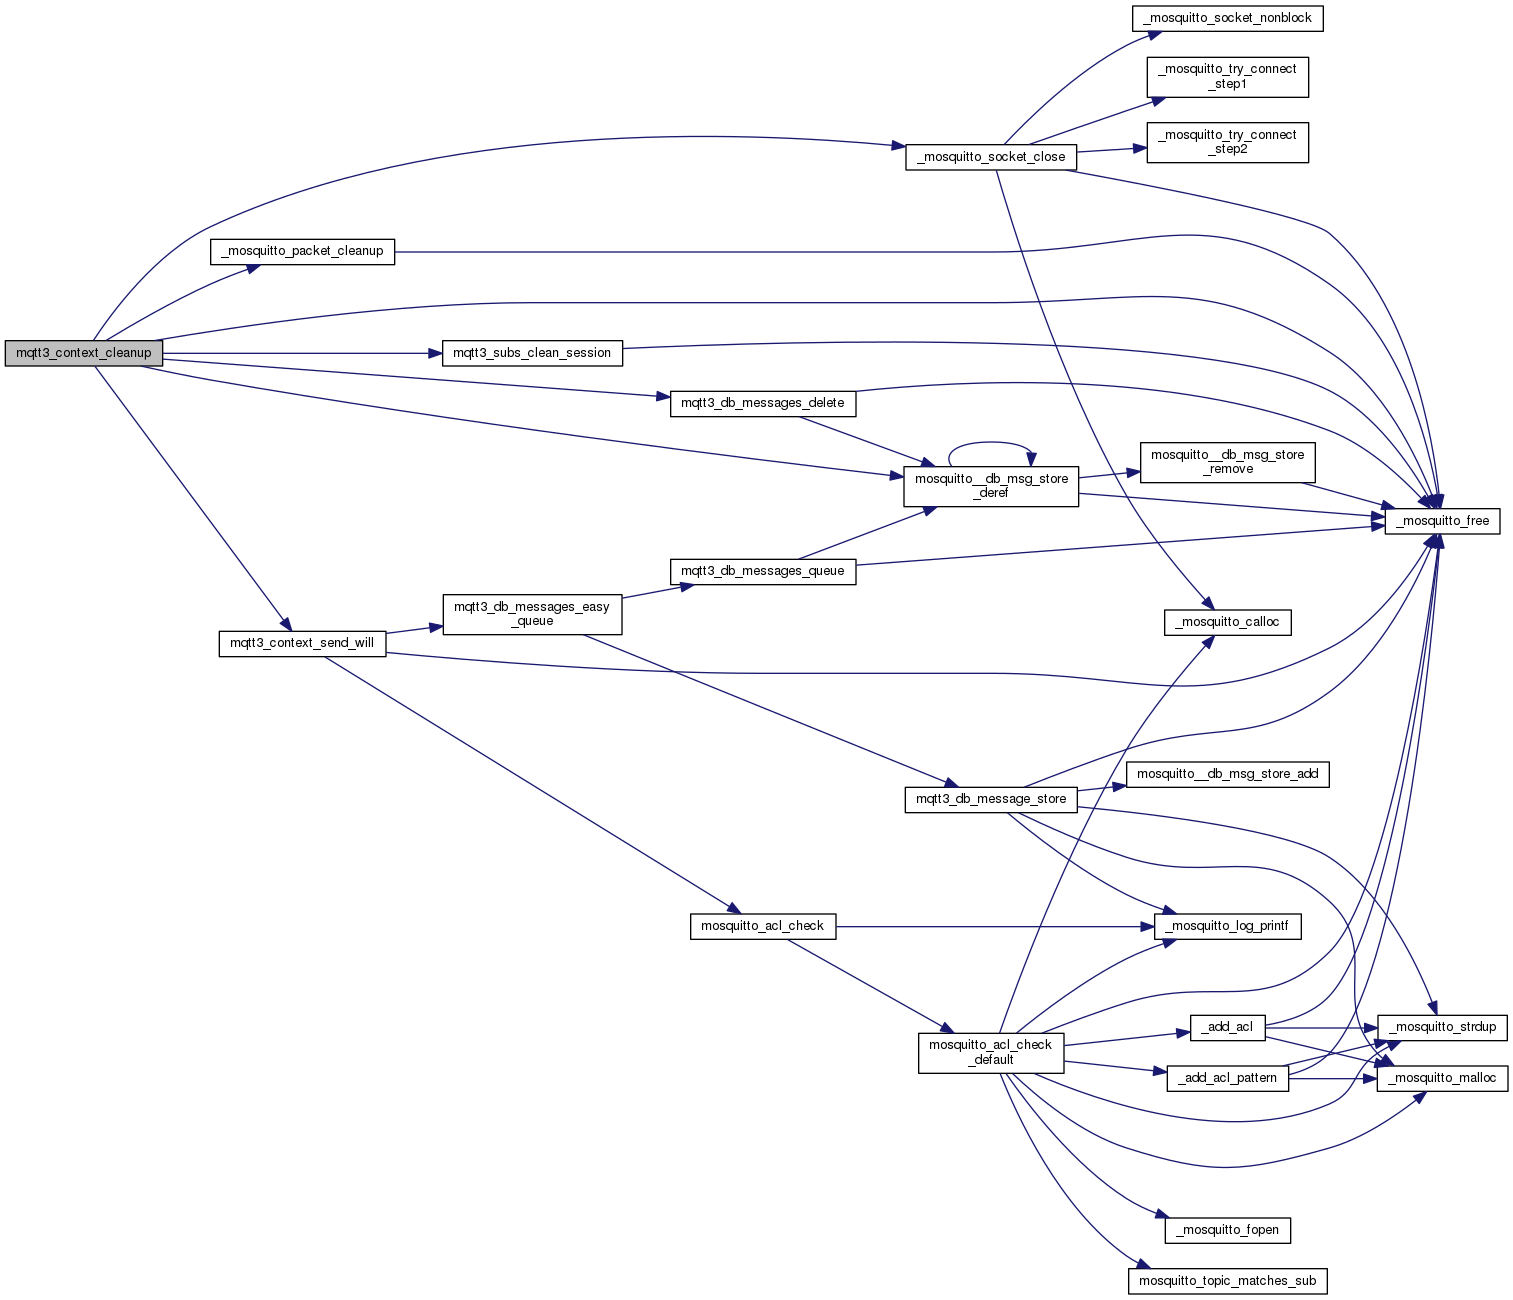 _mosquitto_socket_nonblock
_mosquitto_try_connect
_step1
_mosquitto_try_connect
_step2
_mosquitto_socket_close
_mosquitto_packet_cleanup
mqtt3_context_cleanup
mqtt3_subs_clean_session
mqtt3_db_messages_delete
mosquitto__db_msg_store
_deref
mosquitto__db_msg_store
_remove
_mosquitto_free
mqtt3_db_messages_queue
mqtt3_db_messages_easy
_queue
_mosquitto_calloc
mqtt3_context_send_will
mosquitto__db_msg_store_add
mqtt3_db_message_store
mosquitto_acl_check
_mosquitto_log_printf
_add_acl
_mosquitto_strdup
mosquitto_acl_check
_default
_add_acl_pattern
_mosquitto_malloc
_mosquitto_fopen
mosquitto_topic_matches_sub